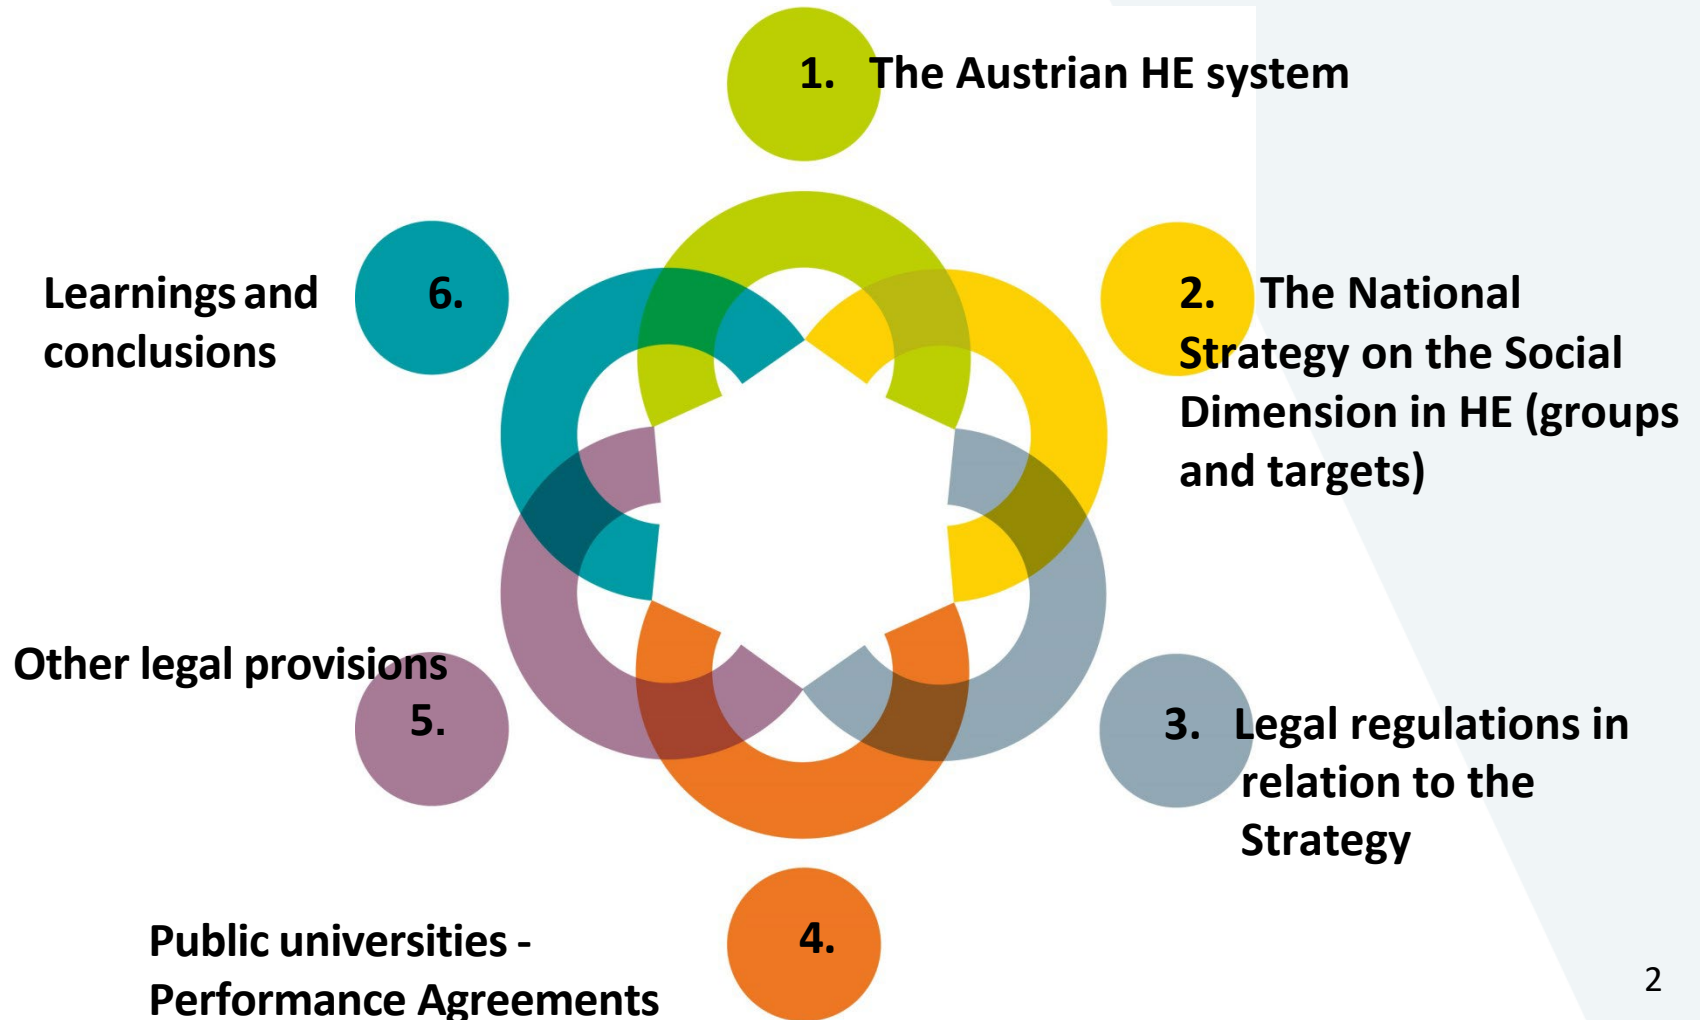 1. The Austrian HE system
2. The National
Strategy on the Social
Dimension in HE (groups
and targets)
3. Legal regulations in
relation to the
Strategy
4.
Public universities -
Performance Agreements
Other legal provisions
5.
Learnings and
conclusions
6.
2